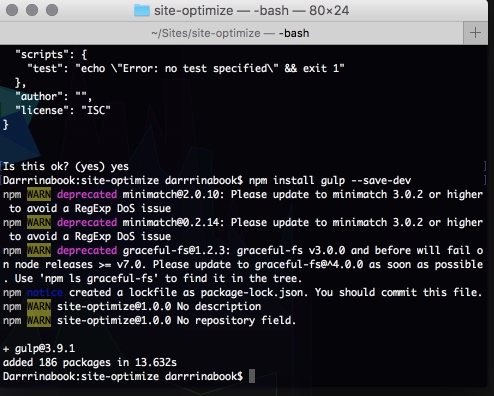 site-optimize — -bash — 80×24
~/Sites/site-optimize — -bash
+
"scripts": {
"test": "echo \"Error: no test specified\" && exit 1"
},
"author": "",
"license": "ISC"
}
Is this ok? (yes) yes
[Darrrinabook:site-optimize darrrinabook$ npm install gulp --save-dev ]
npm WARN deprecated minimatch@2.0.10: Please update to minimatch 3.0.2 or higher
to avoid a RegExp DoS issue
npm WARN deprecated minimatch@0.2.14: Please update to minimatch 3.0.2 or higher
to avoid a RegExp DoS issue
npm WARN deprecated graceful-fs@1.2.3: graceful-fs v3.0.0 and before will fail o
n node releases >= v7.0. Please update to graceful-fs@^4.0.0 as soon as possible
. Use 'npm ls graceful-fs' to find it in the tree.
npm notice created a lockfile as package-lock.json. You should commit this file.
npm WARN site-optimize@1.0.0 No description
npm WARN site-optimize@1.0.0 No repository field.
+ gulp@3.9.1
added 186 packages in 13.632s
Darrrinabook:site-optimize darrrinabook$